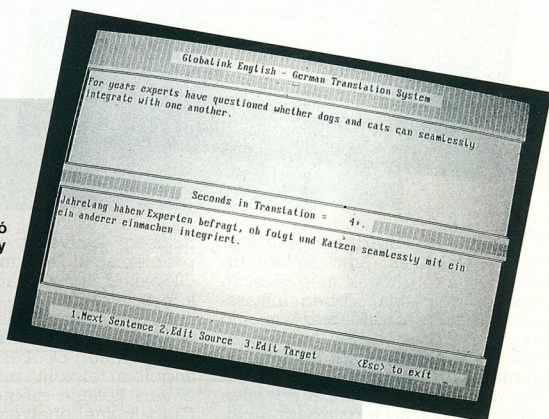 Globalink English - German Translation System
For years experts have questioned whether dogs and cats can seamlessly
integrate with one another.
Seconds in Translation = 4+.
Jahrelang haben Experten befragt, ob folgt und Katzen seamlessly mit ein
ein anderer einmachen integriert.
1.Next Sentence 2.Edit Source 3.Edit Target <Esc> to exit
ó
y